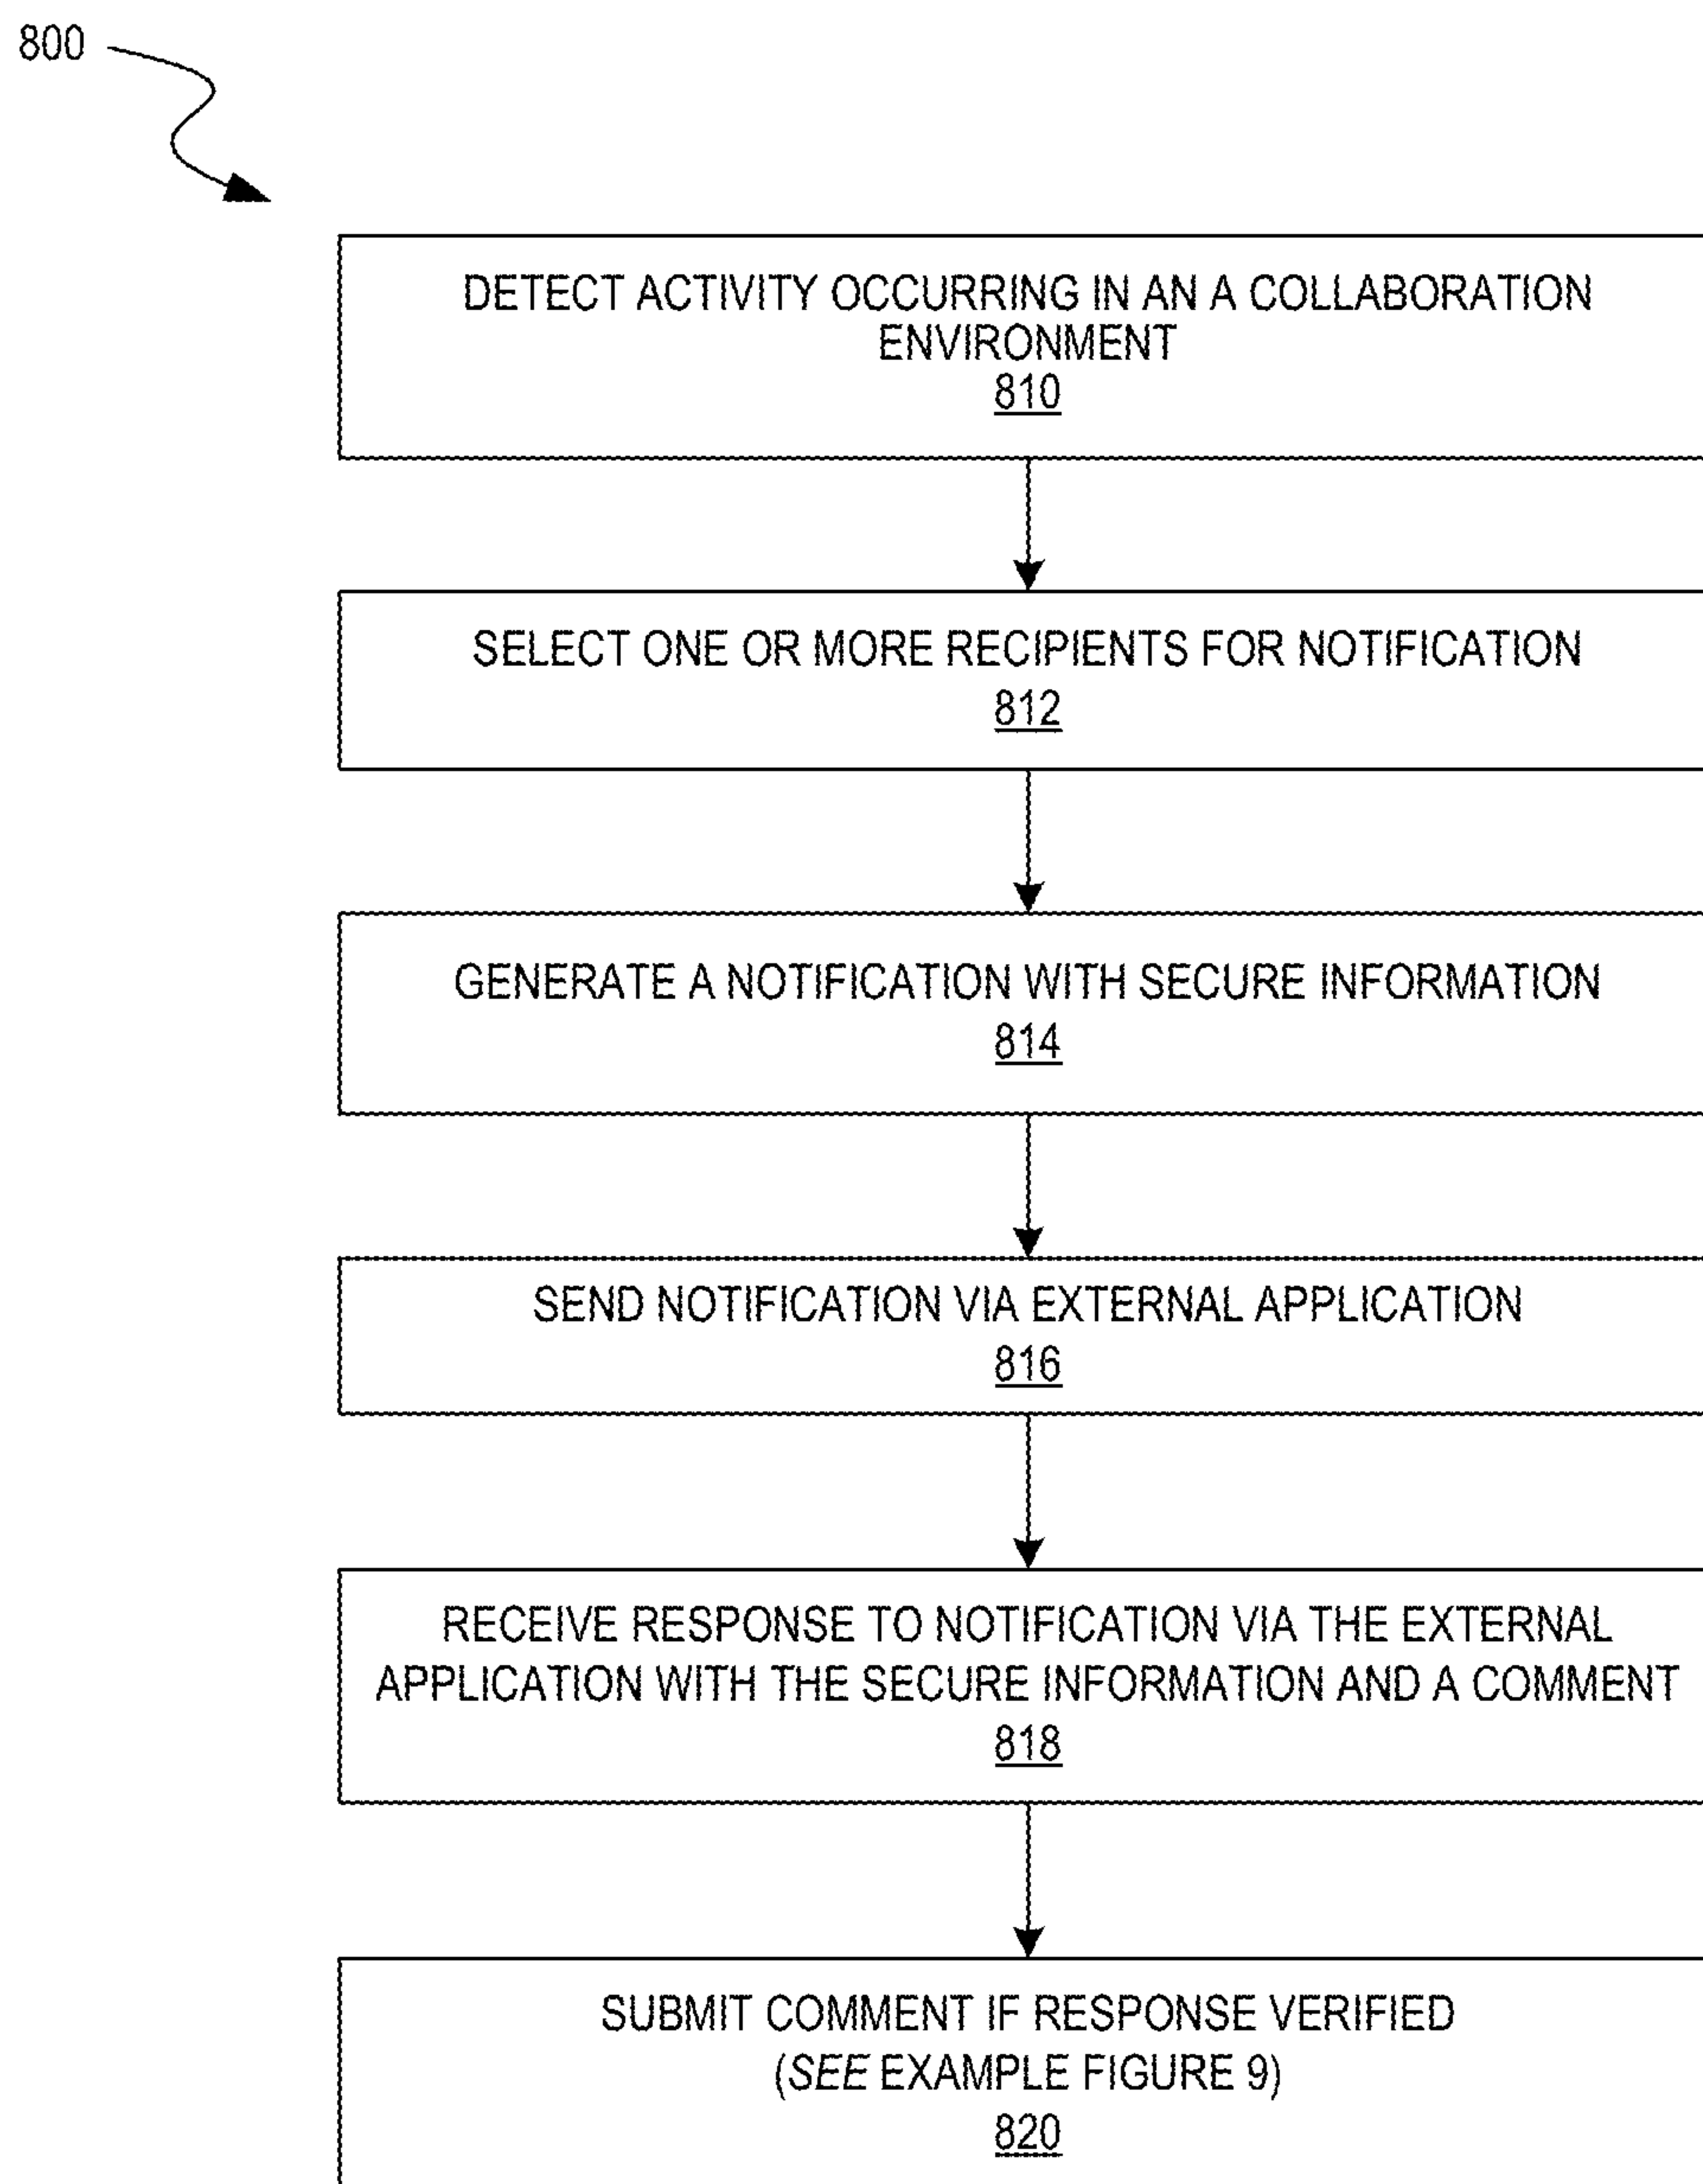 800
DETECT ACTIVITY OCCURRING IN AN A COLLABORATION
ENVIRONMENT
810
SELECT ONE OR MORE RECIPIENTS FOR NOTIFICATION
812
GENERATE A NOTIFICATION WITH SECURE INFORMATION
814
SEND NOTIFICATION VIA EXTERNAL APPLICATION
816
RECEIVE RESPONSE TO NOTIFICATION VIA THE EXTERNAL
APPLICATION WITH THE SECURE INFORMATION AND A COMMENT
818
SUBMIT COMMENT IF RESPONSE VERIFIED
(SEE EXAMPLE FIGURE 9)
820